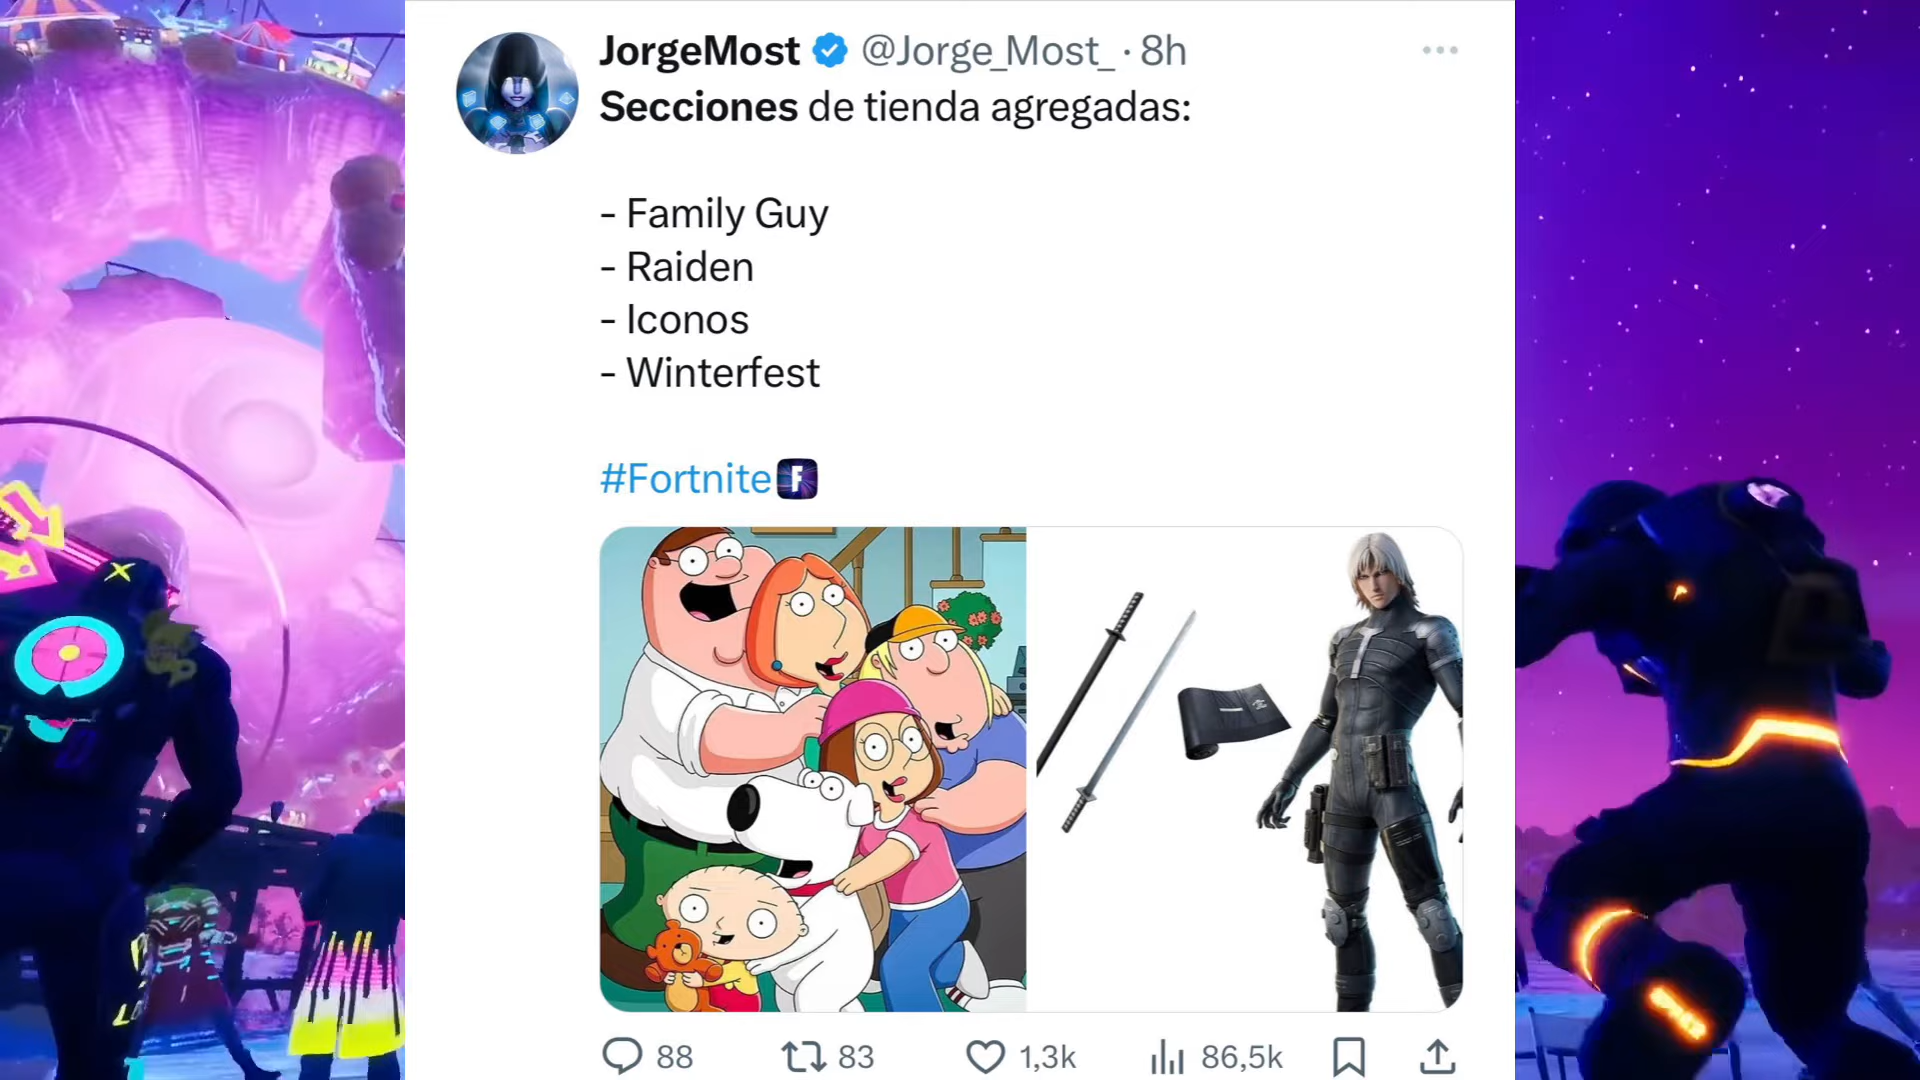 JorgeMost @Jorge_Most_ · 8h
Secciones de tienda agregadas:
- Family Guy
- Raiden
- Iconos
- Winterfest
#Fortnite F
88 83 1,3k 86,5k